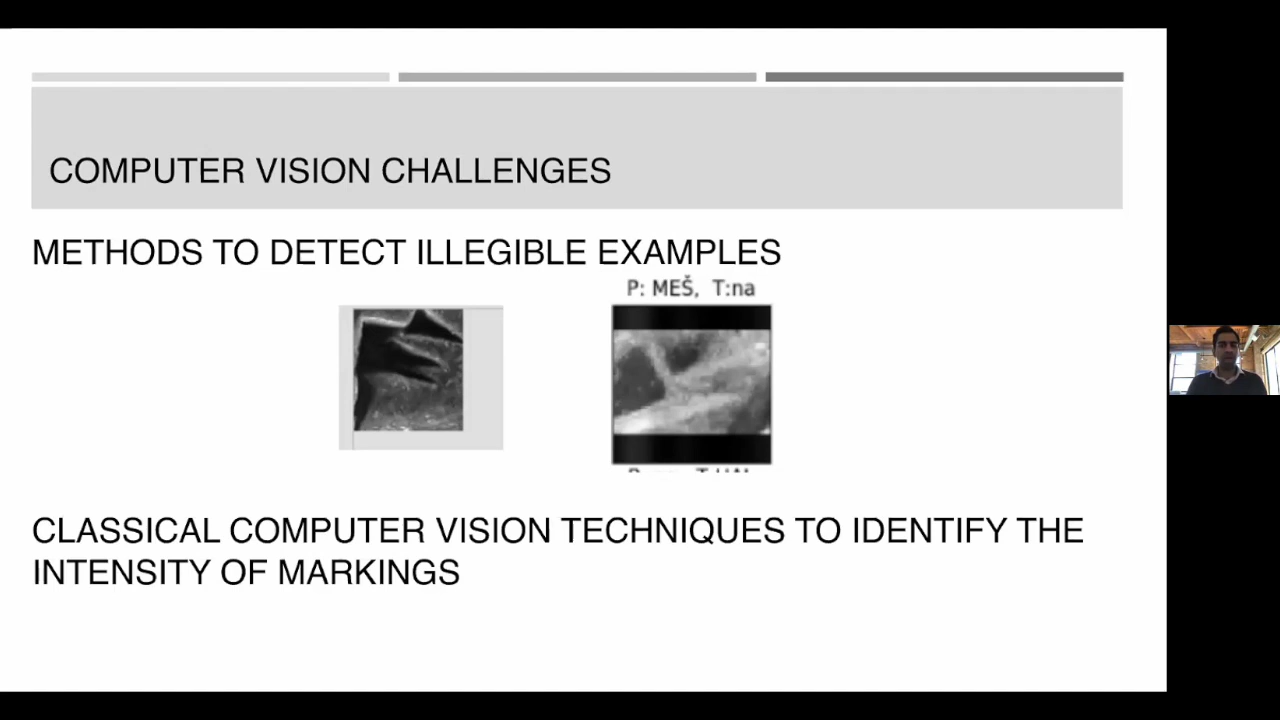 COMPUTER VISION CHALLENGES
METHODS TO DETECT ILLEGIBLE EXAMPLES
P: MEŠ, T:na
CLASSICAL COMPUTER VISION TECHNIQUES TO IDENTIFY THE
INTENSITY OF MARKINGS